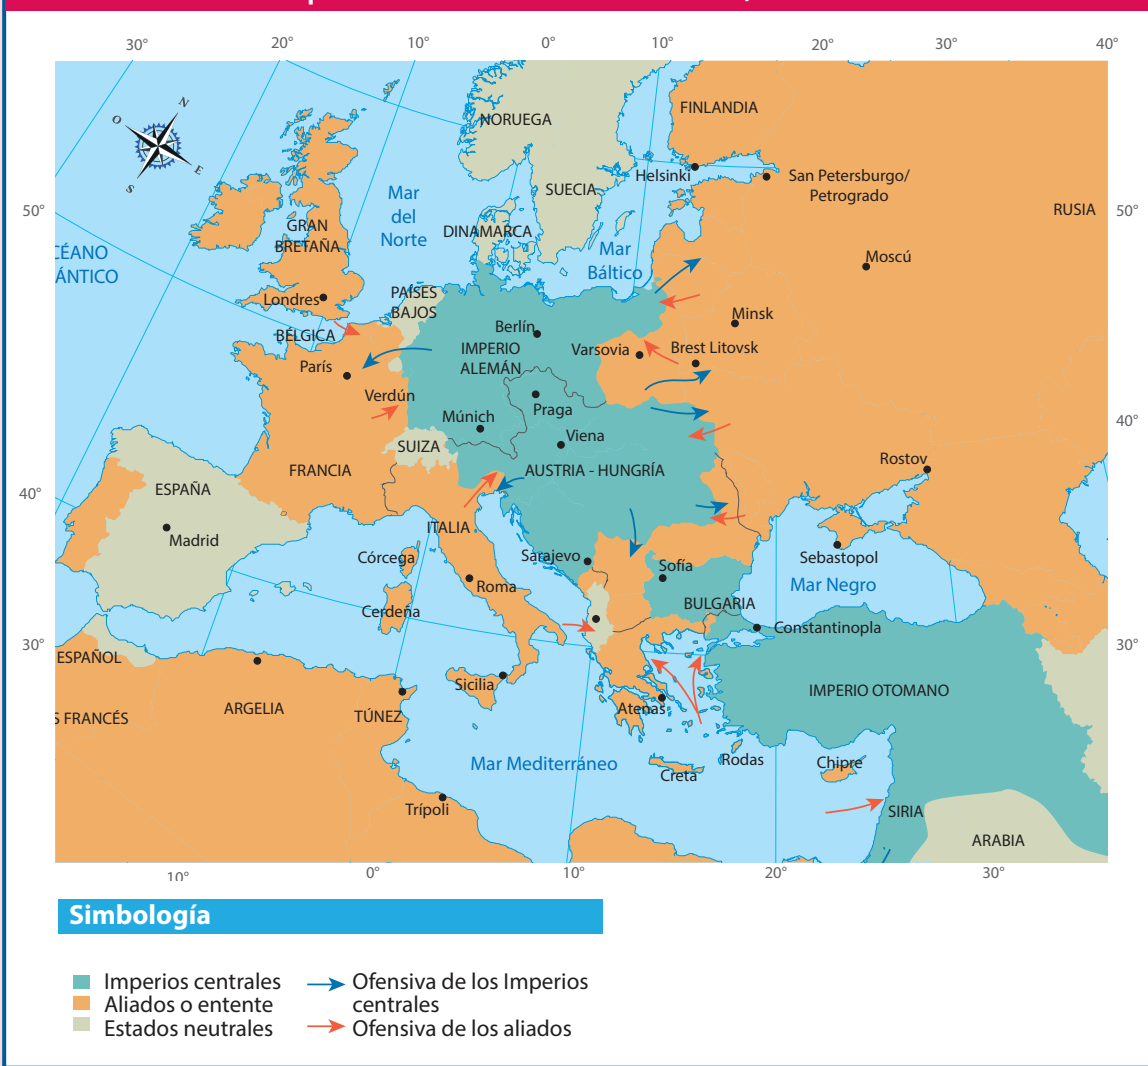 30° 20° 10° 0° 10° 20° 30° 40°
N
O
E
S
FINLANDIA
NORUEGA
Helsinki
San Petersburgo/
Petrogrado
SUECIA
Mar
del
Norte
50°
RUSIA
50°
GRAN
BRETAÑA
DINAMARCA
Mar
Báltico
CÉANO
ÁNTICO
Moscú
Londres
PAÍSES
BAJOS
Minsk
BÉLGICA
Berlín
IMPERIO
ALEMÁN
Varsovia
Brest Litovsk
París
Verdún
Praga
Múnich
40°
Viena
SUIZA
Rostov
FRANCIA
AUSTRIA - HUNGRÍA
40°
ESPAÑA
Madrid
ITALIA
Córcega
Sarajevo
Sofía
Sebastopol
Roma
Mar Negro
Cerdeña
BULGARIA
Constantinopla
30°
ESPAÑOL
30°
Sicilia
IMPERIO OTOMANO
S FRANCÉS
ARGELIA
TÚNEZ
Atenas
Mar Mediterráneo
Rodas
Creta
Chipre
Trípoli
SIRIA
ARABIA
10° 0° 10° 20° 30°
Simbología
Imperios centrales
Aliados o entente
Estados neutrales
Ofensiva de los Imperios
centrales
Ofensiva de los aliados